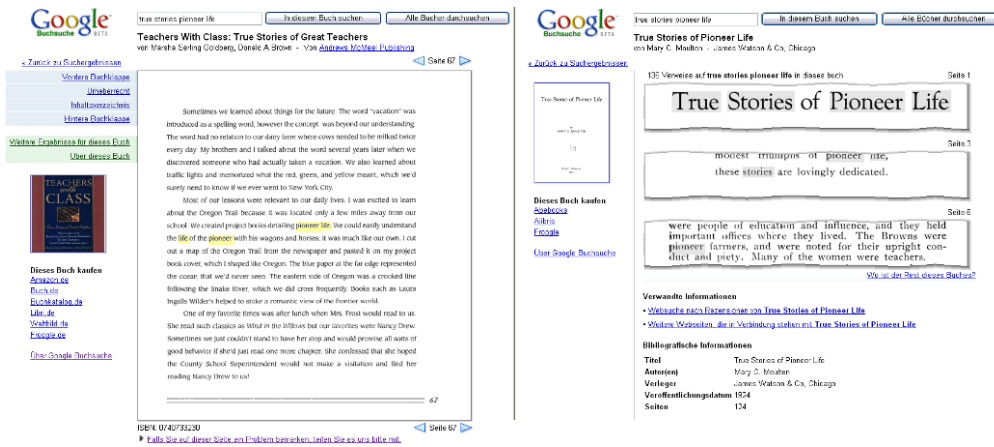 Google
Buchsuche BETA
true stories pioneer life
In diesem Buch suchen
Alle Bücher durchsuchen
Teachers With Class: True Stories of Great Teachers
von Marsha Serling Goldberg, Donald A Brown - Von Andrews McMeel Publishing
« Zurück zu Suchergebnissen
Seite 67
Vordere Buchklappe
Urheberrecht
Inhaltsverzeichnis
Hintere Buchklappe
Weitere Ergebnisse für dieses Buch
Über dieses Buch
TEACHERS
with
CLASS
Dieses Buch kaufen
Amazon.de
Buch.de
Buchkatalog.de
Libri.de
Weltbild.de
Froogle.de
Über Google Buchsuche
Sometimes we learned about things for the future. The word "vacation" was
introduced as a spelling word, however the concept was beyond our understanding.
The word had no relation to our dairy farm where cows needed to be milked twice
every day. My brothers and I talked about the word several years later when we
discovered someone who had actually taken a vacation. We also learned about
traffic lights and memorized what the red, green, and yellow meant, which we'd
surely need to know if we ever went to New York City.
Most of our lessons were relevant to our daily lives. I was excited to learn
about the Oregon Trail because it was located only a few miles away from our
school. We created project books detailing pioneer life. We could easily understand
the life of the pioneer with his wagons and horses; it was much like our own. I cut
out a map of the Oregon Trail from the newspaper and pasted it on my project
book cover, which I shaped like Oregon. The blue paper at the far edge represented
the ocean that we'd never seen. The eastern side of Oregon was a crooked line
following the Snake River, which we did cross frequently. Books such as Laura
Ingalls Wilder's helped to stoke a romantic view of the frontier world.
One of my favorite times was after lunch when Mrs. Frost would read to us.
She read such classics as Wind in the Willows but our favorites were Nancy Drew.
Sometimes we just couldn't stand to have her stop and would promise all sorts of
good behavior if she'd just read one more chapter. She confessed that she hoped
the County School Superintendent would not make a visitation and find her
reading Nancy Drew to us!
67
ISBN: 0740733230
Seite 67
Falls Sie auf dieser Seite ein Problem bemerken, teilen Sie es uns bitte mit.
Google
Buchsuche BETA
true stories pioneer life
In diesem Buch suchen
Alle Bücher durchsuchen
True Stories of Pioneer Life
von Mary C. Moulton - James Watson & Co, Chicago
« Zurück zu Suchergebnissen
True Stories of Pioneer Life
MARY C. MOULTON
Dieses Buch kaufen
Abebooks
Alibris
Froogle
Über Google Buchsuche
136 Verweise auf true stories pioneer life in dieses buch
Seite 1
True Stories of Pioneer Life
Seite 3
modest triumphs of pioneer life,
these stories are lovingly dedicated.
Seite 6
were people of education and influence, and they held
important offices where they lived. The Browns were
pioneer farmers, and were noted for their upright con-
duct and piety. Many of the women were teachers.
Wo ist der Rest dieses Buches?
Verwandte Informationen
• Websuche nach Rezensionen von True Stories of Pioneer Life
• Weitere Webseiten, die in Verbindung stehen mit True Stories of Pioneer Life
Bibliografische Informationen
Titel True Stories of Pioneer Life
Autor(en) Mary C. Moulton
Verleger James Watson & Co, Chicago
Veröffentlichungsdatum 1924
Seiten 124